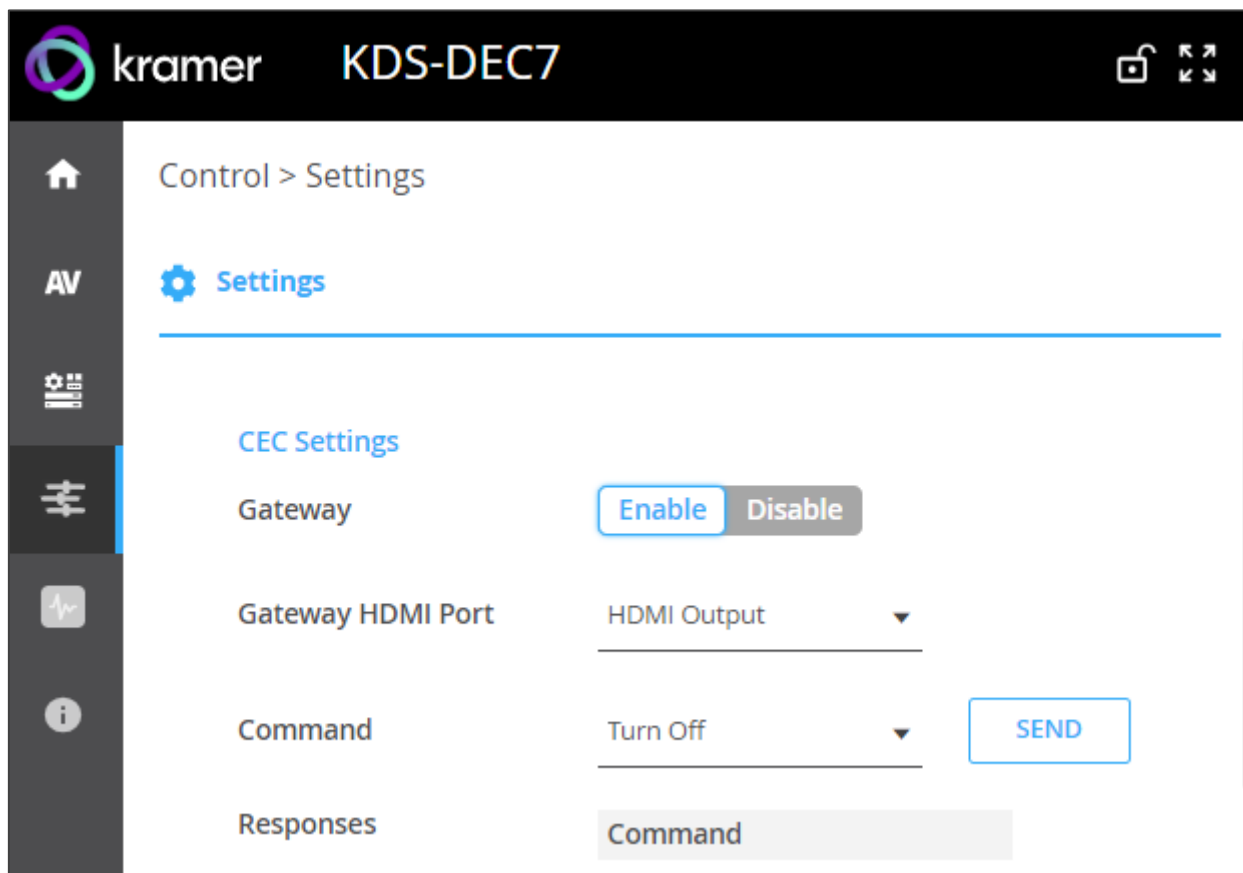 kramer KDS-DEC7
Control > Settings
AV
Settings
CEC Settings
Gateway Enable Disable
Gateway HDMI Port HDMI Output
Command Turn Off SEND
Responses Command